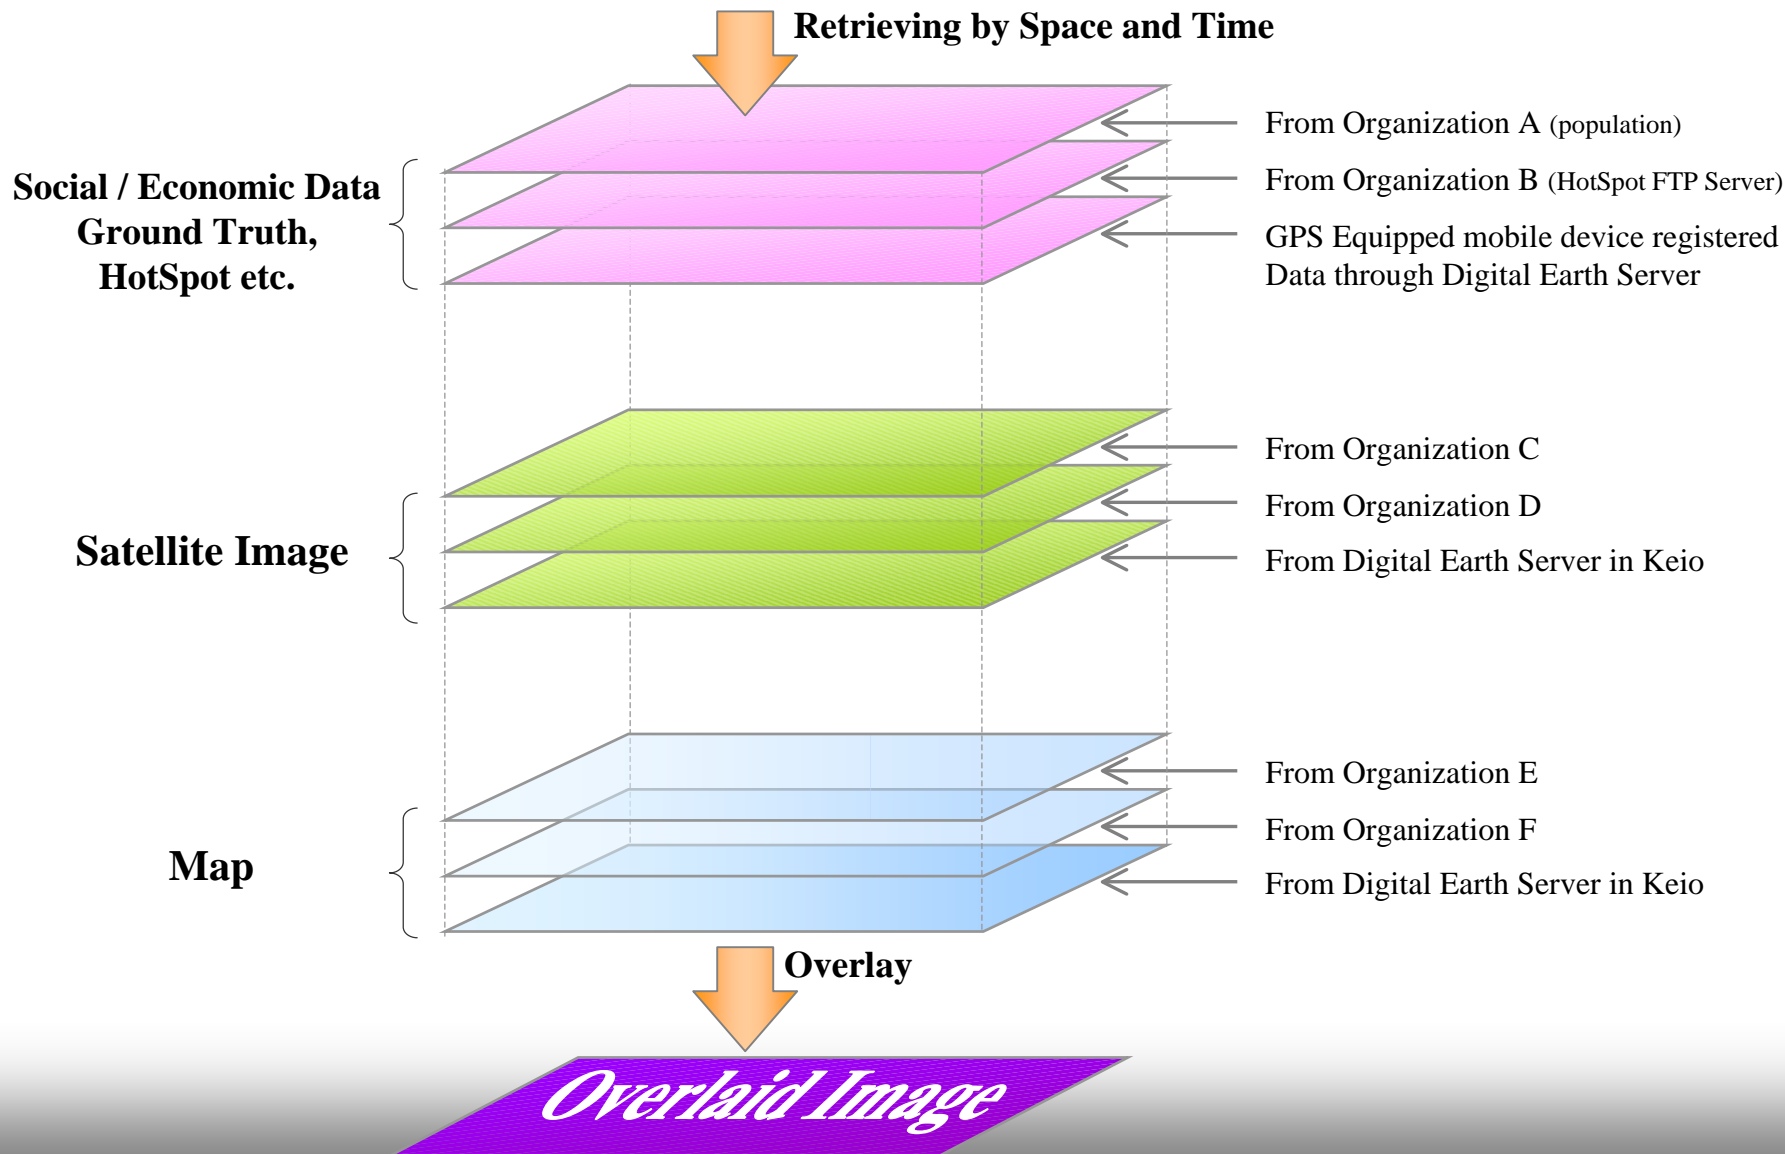 Retrieving by Space and Time
From Organization A (population)
From Organization B (HotSpot FTP Server)
GPS Equipped mobile device registered
Data through Digital Earth Server
Social / Economic Data
Ground Truth,
HotSpot etc.
From Organization C
From Organization D
From Digital Earth Server in Keio
Satellite Image
From Organization E
From Organization F
From Digital Earth Server in Keio
Map
Overlay
Overlaid Image